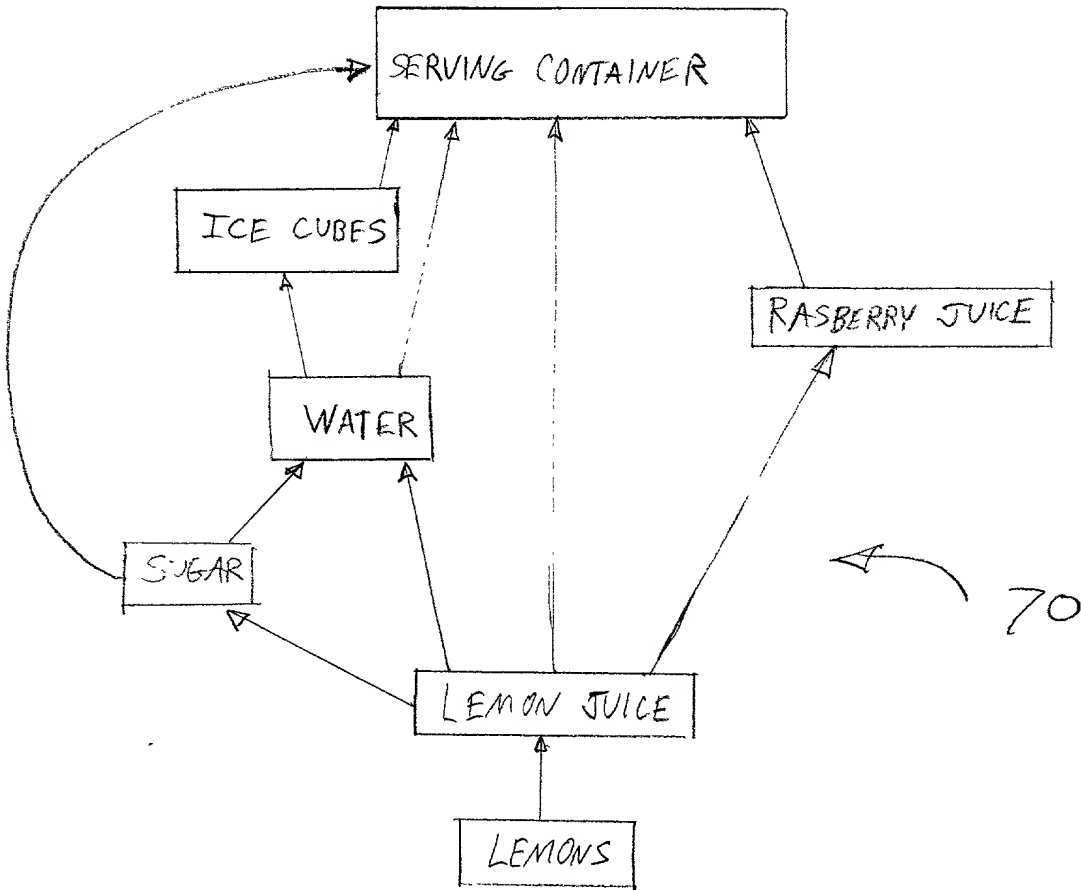 SERVING CONTAINER
ICE CUBES
RASBERRY JUICE
WATER
SUGAR
70
LEMON JUICE
LEMONS